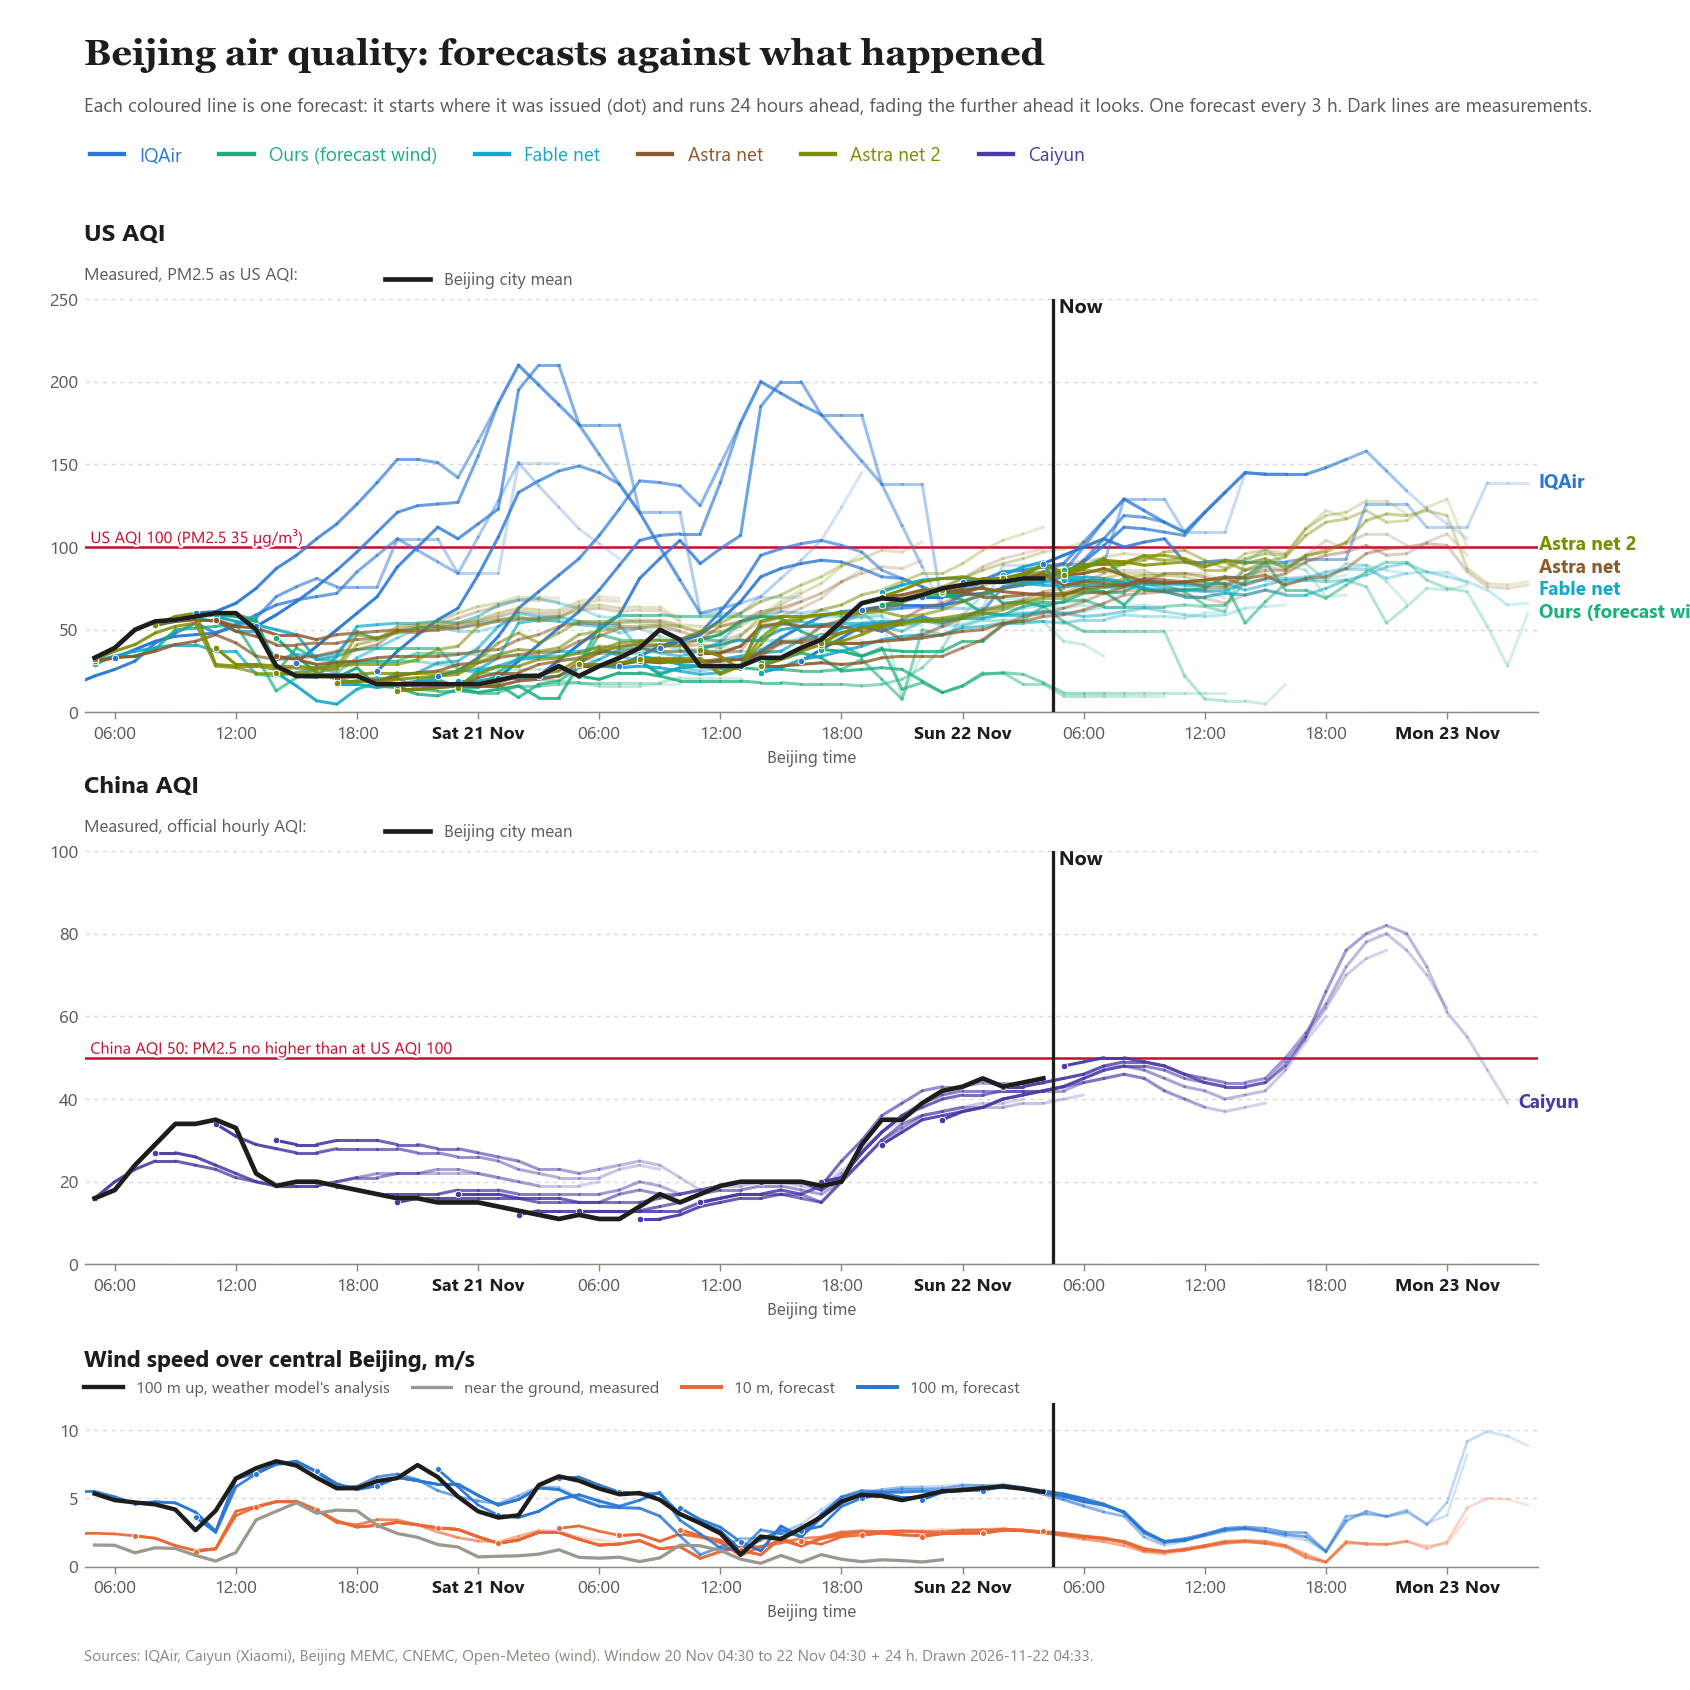 Beijing air quality: forecasts against what happened
Each coloured line is one forecast: it starts where it was issued (dot) and runs 24 hours ahead, fading the further ahead it looks. One forecast every 3 h. Dark lines are measurements.
IQAir Ours (forecast wind) Fable net Astra net Astra net 2 Caiyun
US AQI
Measured, PM2.5 as US AQI: Beijing city mean
250
Now
200
150
IQAir
US AQI 100 (PM2.5 35 µg/m³)
100
Astra net 2
Astra net
Fable net
Ours (forecast wi
50
0
06:00 12:00 18:00 Sat 21 Nov 06:00 12:00 18:00 Sun 22 Nov 06:00 12:00 18:00 Mon 23 Nov
Beijing time
China AQI
Measured, official hourly AQI: Beijing city mean
100
Now
80
60
China AQI 50: PM2.5 no higher than at US AQI 100
40
Caiyun
20
0
06:00 12:00 18:00 Sat 21 Nov 06:00 12:00 18:00 Sun 22 Nov 06:00 12:00 18:00 Mon 23 Nov
Beijing time
Wind speed over central Beijing, m/s
100 m up, weather model's analysis near the ground, measured 10 m, forecast 100 m, forecast
10
5
0
06:00 12:00 18:00 Sat 21 Nov 06:00 12:00 18:00 Sun 22 Nov 06:00 12:00 18:00 Mon 23 Nov
Beijing time
Sources: IQAir, Caiyun (Xiaomi), Beijing MEMC, CNEMC, Open-Meteo (wind). Window 20 Nov 04:30 to 22 Nov 04:30 + 24 h. Drawn 2026-11-22 04:33.